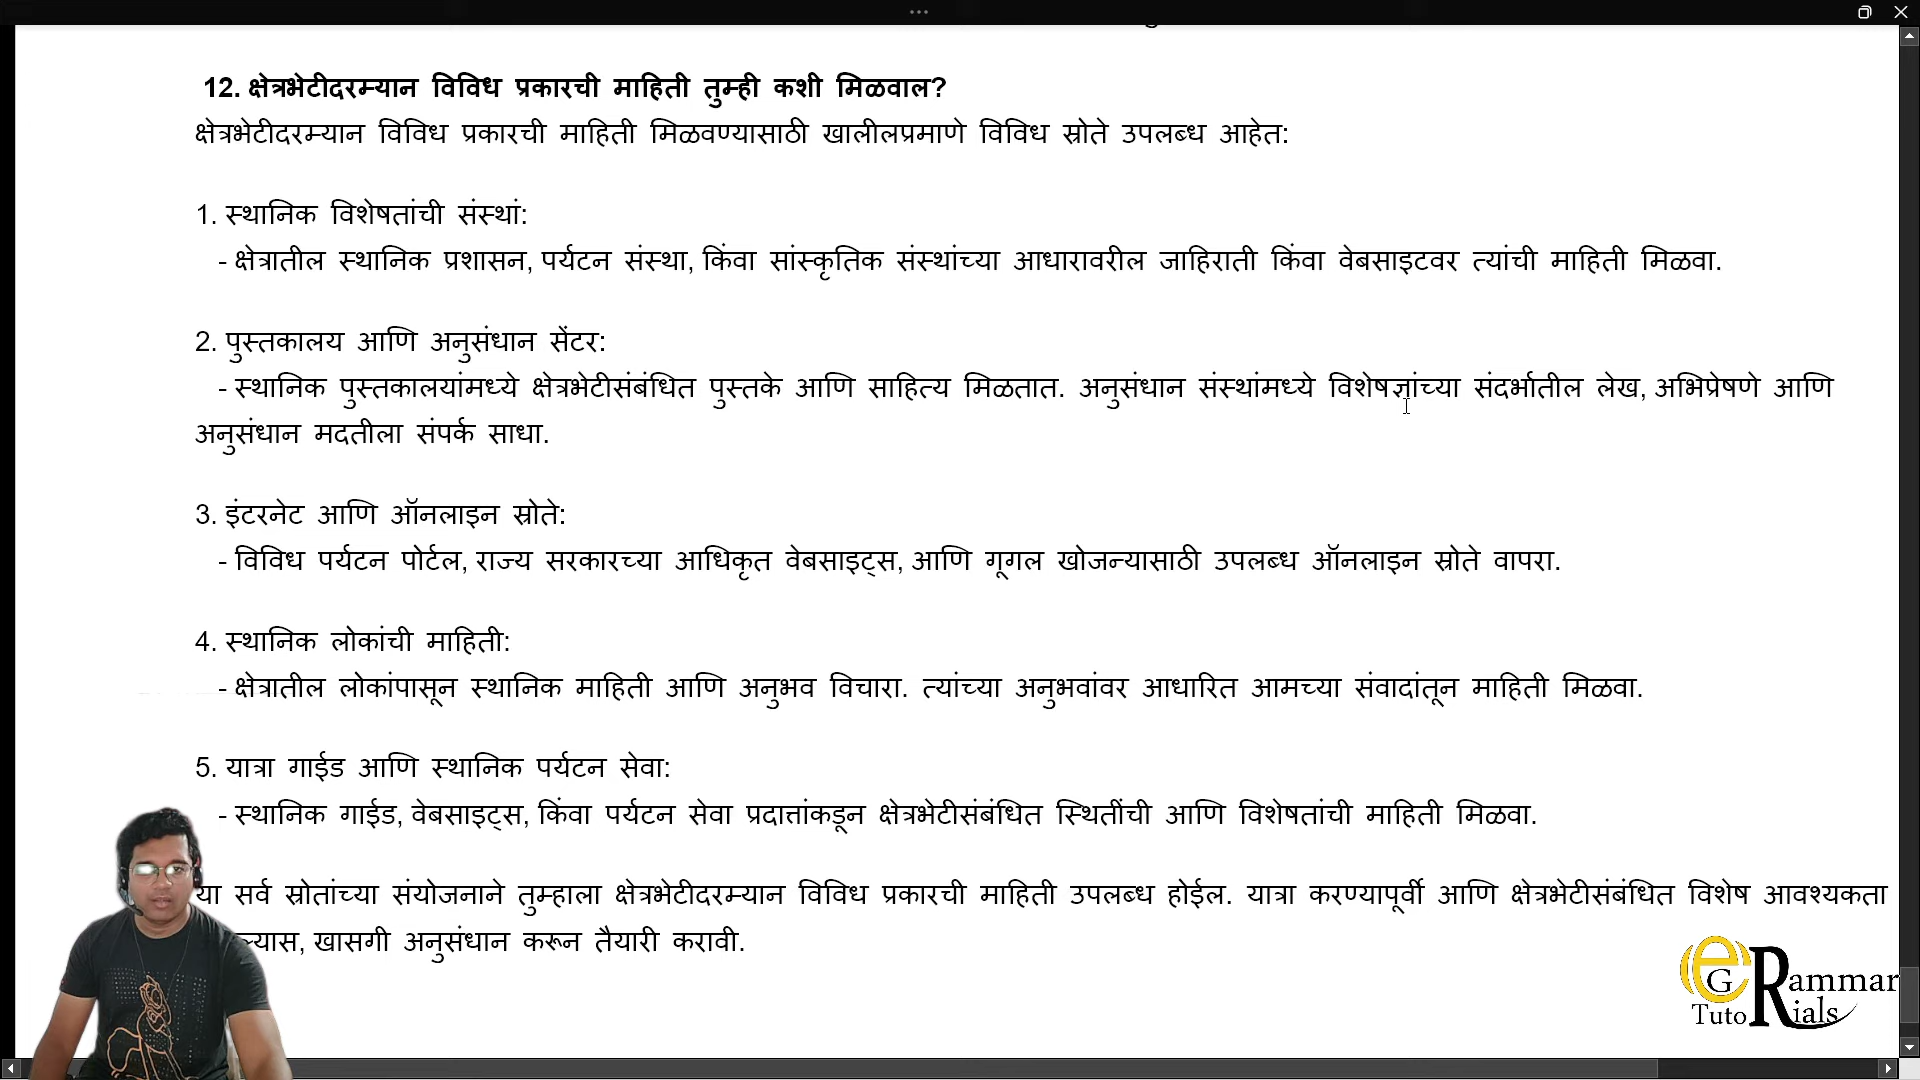 12. क्षेत्रभेटीदरम्यान विविध प्रकारची माहिती तुम्ही कशी मिळवाल?
क्षेत्रभेटीदरम्यान विविध प्रकारची माहिती मिळवण्यासाठी खालीलप्रमाणे विविध स्रोते उपलब्ध आहेत:
1. स्थानिक विशेषतांची संस्थां:
- क्षेत्रातील स्थानिक प्रशासन, पर्यटन संस्था, किंवा सांस्कृतिक संस्थांच्या आधारावरील जाहिराती किंवा वेबसाइटवर त्यांची माहिती मिळवा.
2. पुस्तकालय आणि अनुसंधान सेंटर:
- स्थानिक पुस्तकालयांमध्ये क्षेत्रभेटीसंबंधित पुस्तके आणि साहित्य मिळतात. अनुसंधान संस्थांमध्ये विशेषज्ञांच्या संदर्भातील लेख, अभिप्रेषणे आणि
अनुसंधान मदतीला संपर्क साधा.
3. इंटरनेट आणि ऑनलाइन स्रोते:
- विविध पर्यटन पोर्टल, राज्य सरकारच्या आधिकृत वेबसाइट्स, आणि गूगल खोजन्यासाठी उपलब्ध ऑनलाइन स्रोते वापरा.
4. स्थानिक लोकांची माहिती:
- क्षेत्रातील लोकांपासून स्थानिक माहिती आणि अनुभव विचारा. त्यांच्या अनुभवांवर आधारित आमच्या संवादांतून माहिती मिळवा.
5. यात्रा गाईड आणि स्थानिक पर्यटन सेवा:
- स्थानिक गाईड, वेबसाइट्स, किंवा पर्यटन सेवा प्रदात्तांकडून क्षेत्रभेटीसंबंधित स्थितींची आणि विशेषतांची माहिती मिळवा.
या सर्व स्रोतांच्या संयोजनाने तुम्हाला क्षेत्रभेटीदरम्यान विविध प्रकारची माहिती उपलब्ध होईल. यात्रा करण्यापूर्वी आणि क्षेत्रभेटीसंबंधित विशेष आवश्यकता
खासगी अनुसंधान करून तैयारी करावी.
e G Rammar
Tuto Rials